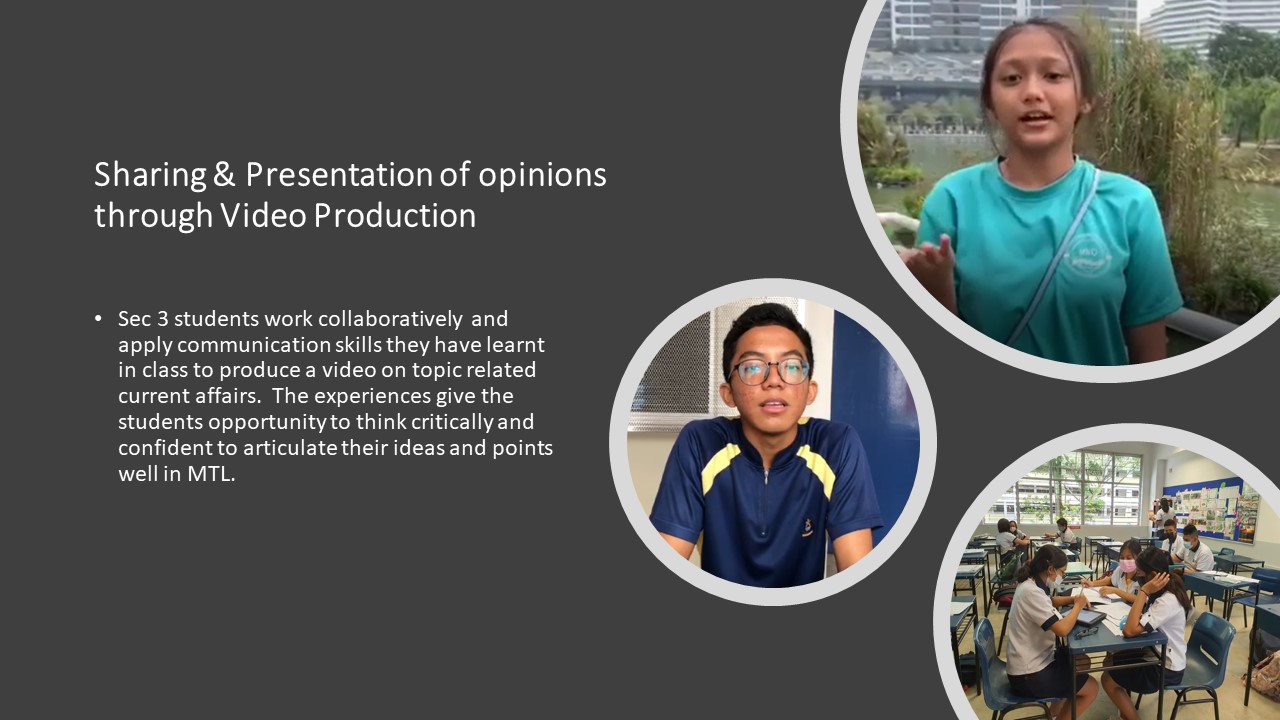 Sharing & Presentation of opinions
through Video Production
• Sec 3 students work collaboratively and
apply communication skills they have learnt
in class to produce a video on topic related
current affairs. The experiences give the
students opportunity to think critically and
confident to articulate their ideas and points
well in MTL.